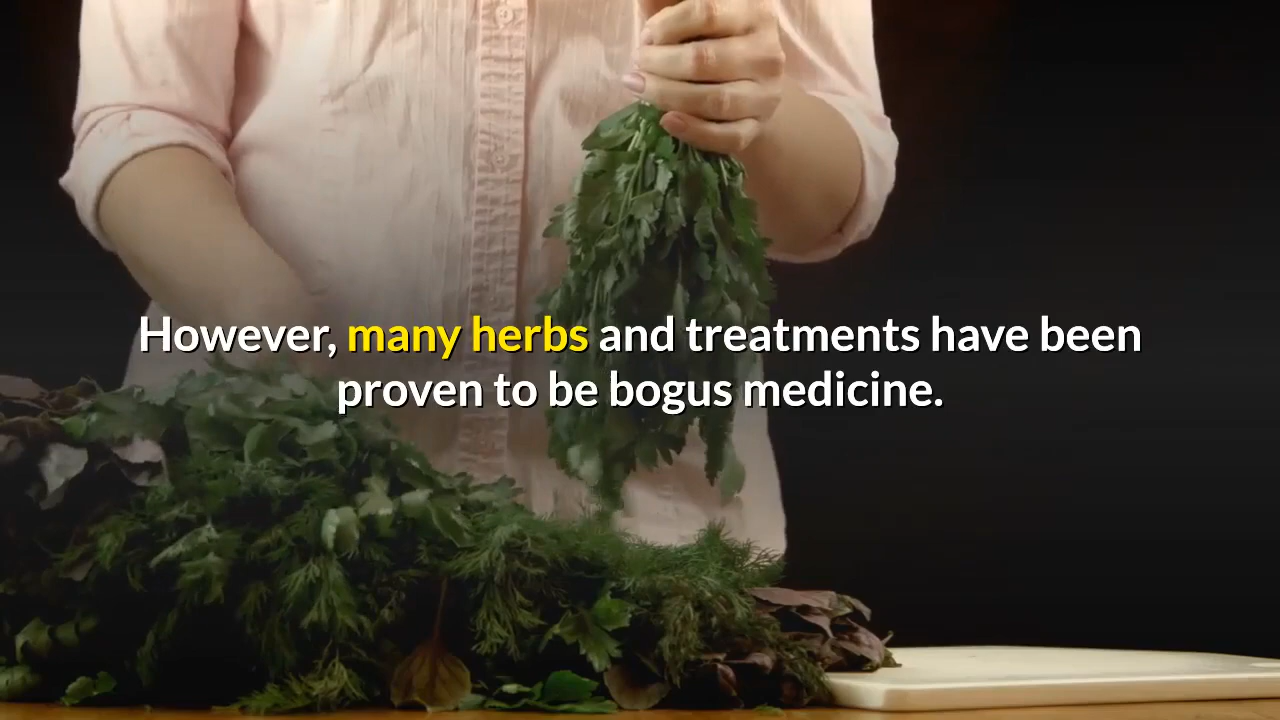 However, many herbs and treatments have been
proven to be bogus medicine.